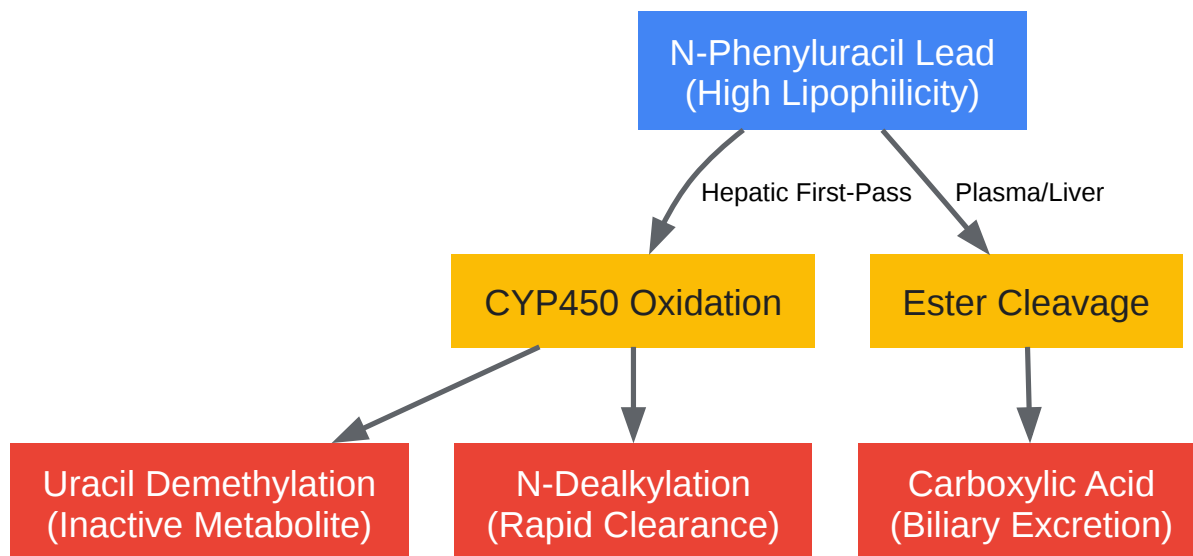 N-Phenyluracil Lead
(High Lipophilicity)
Hepatic First-Pass
Plasma/Liver
CYP450 Oxidation
Ester Cleavage
Uracil Demethylation
(Inactive Metabolite)
N-Dealkylation
(Rapid Clearance)
Carboxylic Acid
(Biliary Excretion)